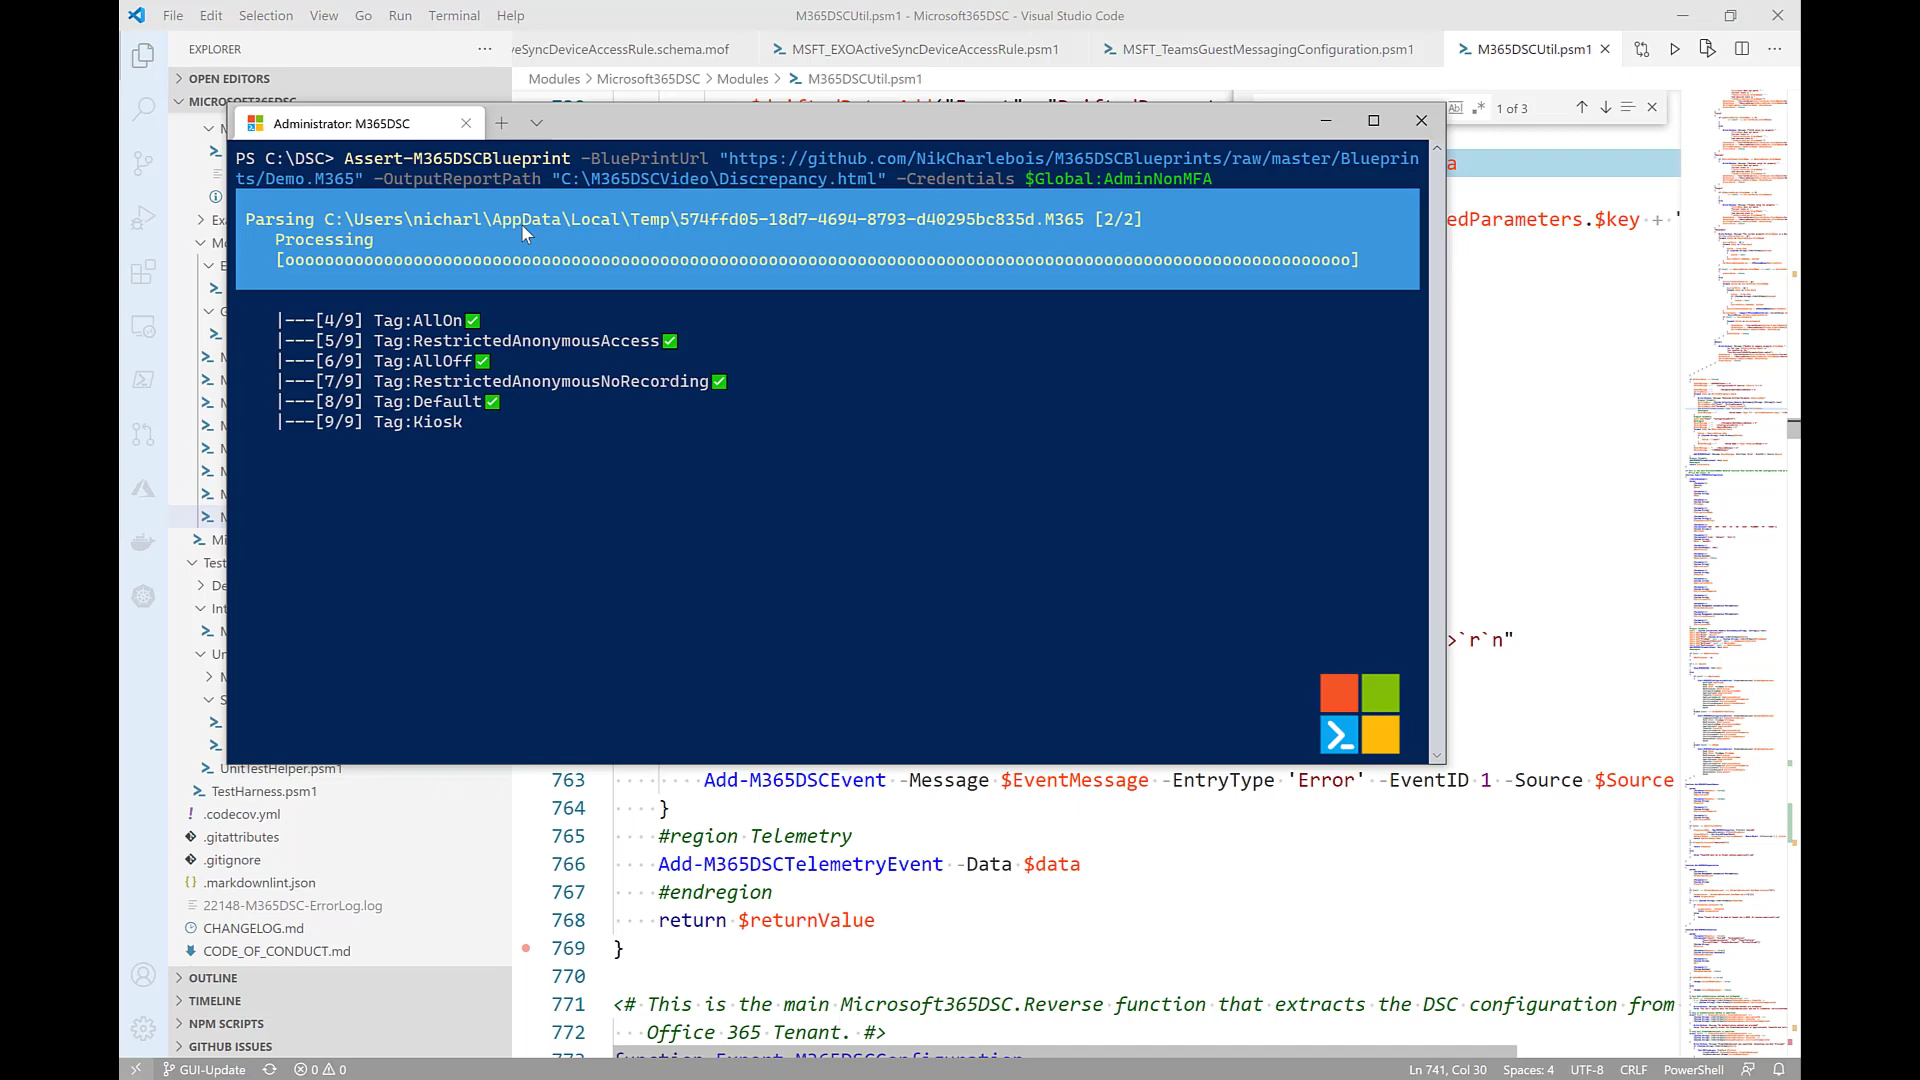 File Edit Selection View Go Run Terminal Help
M365DSCUtil.psm1 - Microsoft365DSC - Visual Studio Code
EXPLORER
veSyncDeviceAccessRule.schema.mof
MSFT_EXOActiveSyncDeviceAccessRule.psm1
MSFT_TeamsGuestMessagingConfiguration.psm1
M365DSCUtil.psm1
OPEN EDITORS
Modules > Microsoft365DSC > Modules > M365DSCUtil.psm1
MICROSOFT365DSC
1 of 3
Administrator: M365DSC
PS C:\DSC> Assert-M365DSCBlueprint -BluePrintUrl "https://github.com/NikCharlebois/M365DSCBlueprints/raw/master/Blueprin
ts/Demo.M365" -OutputReportPath "C:\M365DSCVideo\Discrepancy.html" -Credentials $Global:AdminNonMFA
Parsing C:\Users\nicharl\AppData\Local\Temp\574ffd05-18d7-4694-8793-d40295bc835d.M365 [2/2]
Processing
[oooooooooooooooooooooooooooooooooooooooooooooooooooooooooooooooooooooooooooooooooooooooooooooooooooooooooooo]
edParameters.$key + '
|---[4/9] Tag:AllOn✅
|---[5/9] Tag:RestrictedAnonymousAccess✅
|---[6/9] Tag:AllOff✅
|---[7/9] Tag:RestrictedAnonymousNoRecording✅
|---[8/9] Tag:Default✅
|---[9/9] Tag:Kiosk
>`r`n"
UnitTestHelper.psm1
TestHarness.psm1
.codecov.yml
.gitattributes
.gitignore
.markdownlint.json
22148-M365DSC-ErrorLog.log
CHANGELOG.md
CODE_OF_CONDUCT.md
OUTLINE
TIMELINE
NPM SCRIPTS
GITHUB ISSUES
763 Add-M365DSCEvent -Message $EventMessage -EntryType 'Error' -EventID 1 -Source $Source
764 }
765 #region Telemetry
766 Add-M365DSCTelemetryEvent -Data $data
767 #endregion
768 return $returnValue
769 }
770
771 <# This is the main Microsoft365DSC.Reverse function that extracts the DSC configuration from
772 Office 365 Tenant. #>
GUI-Update 0 0
Ln 741, Col 30 Spaces: 4 UTF-8 CRLF PowerShell